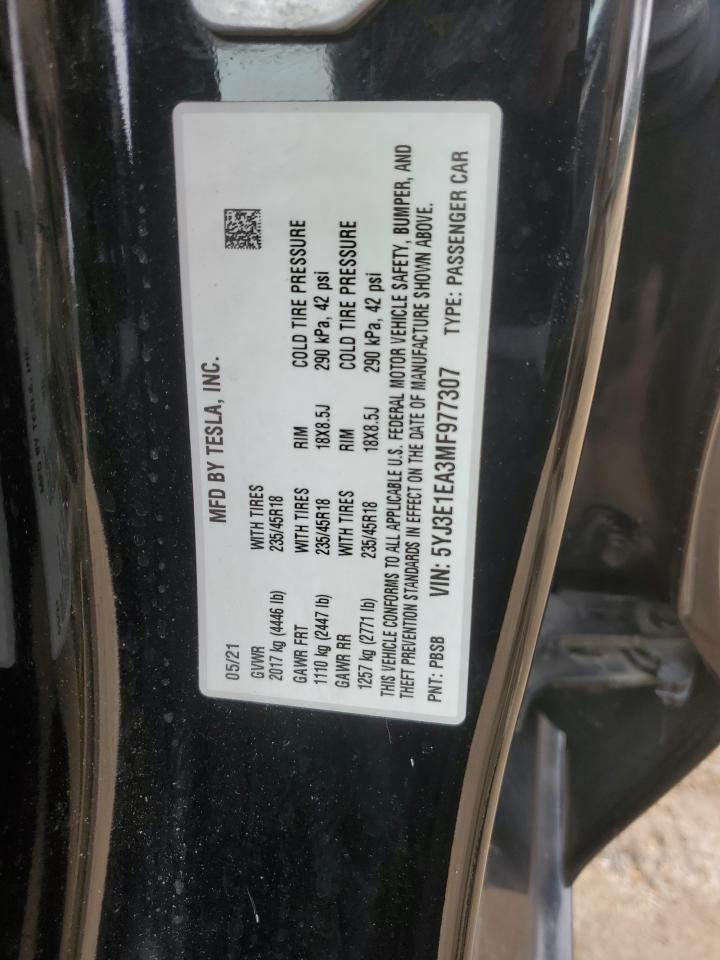 MFD BY TESLA, INC.
05/21
GVWR WITH TIRES
2017 kg (4446 lb) 235/45R18
GAWR FRT WITH TIRES RIM COLD TIRE PRESSURE
1110 kg (2447 lb) 235/45R18 18X8.5J 290 kPa, 42 psi
GAWR RR WITH TIRES RIM COLD TIRE PRESSURE
1257 kg (2771 lb) 235/45R18 18X8.5J 290 kPa, 42 psi
THIS VEHICLE CONFORMS TO ALL APPLICABLE U.S. FEDERAL MOTOR VEHICLE SAFETY, BUMPER, AND
THEFT PREVENTION STANDARDS IN EFFECT ON THE DATE OF MANUFACTURE SHOWN ABOVE.
PNT: PBSB VIN: 5YJ3E1EA3MF977307 TYPE: PASSENGER CAR